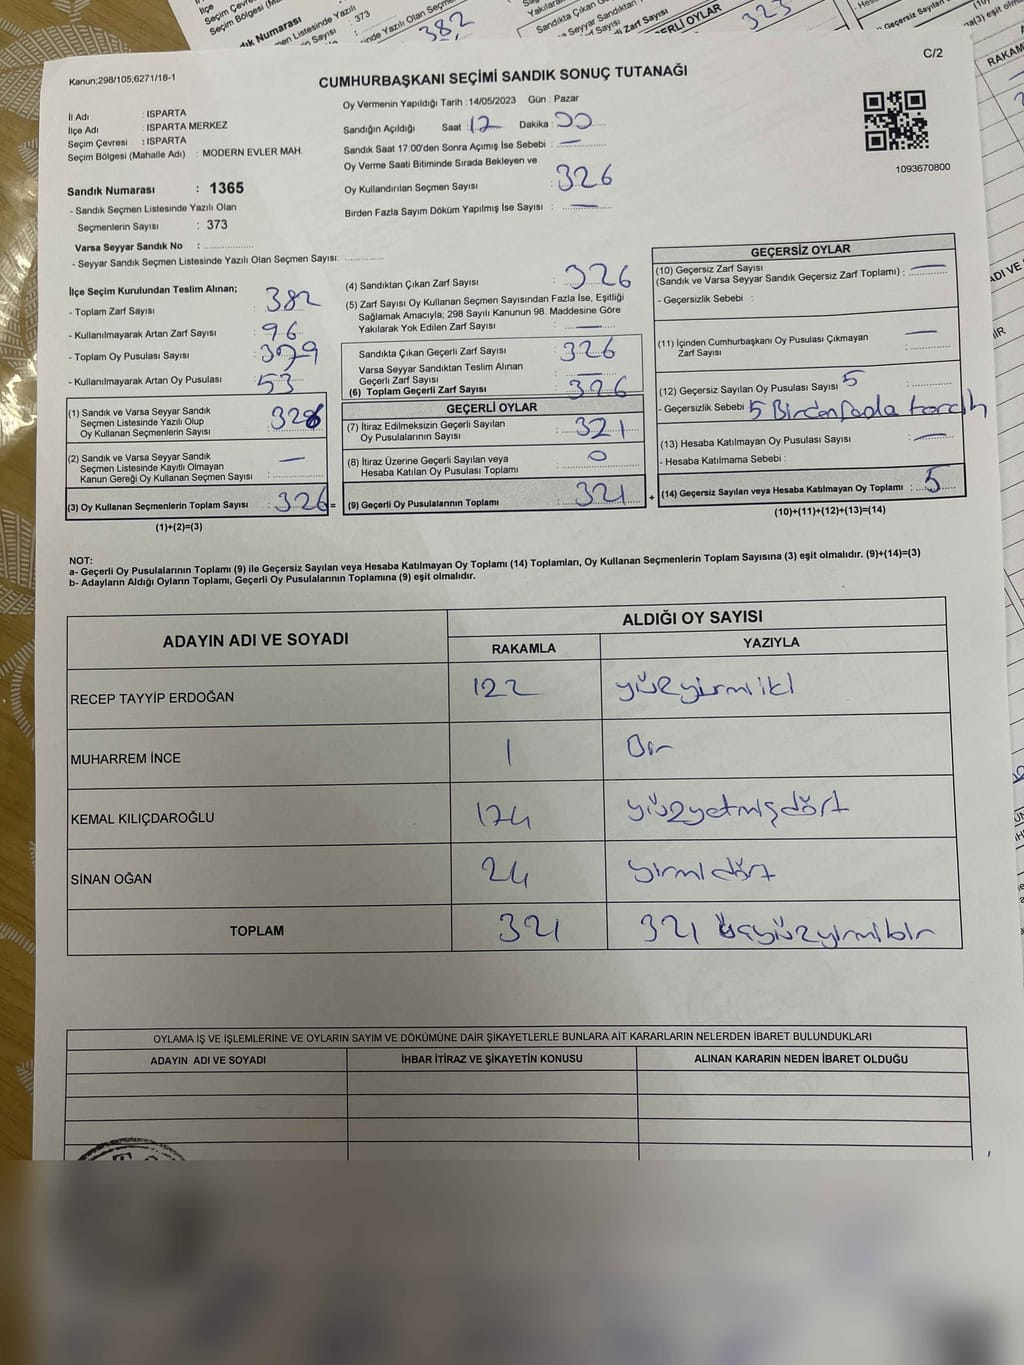 Kanun;298/105;6271/18-1
C/2
CUMHURBAŞKANI SEÇİMİ SANDIK SONUÇ TUTANAĞI
İl Adı : ISPARTA
İlçe Adı : ISPARTA MERKEZ
Seçim Çevresi : ISPARTA
Seçim Bölgesi (Mahalle Adı) : MODERN EVLER MAH.
Sandık Numarası : 1365
- Sandık Seçmen Listesinde Yazılı Olan
Seçmenlerin Sayısı : 373
Varsa Seyyar Sandık No :
- Seyyar Sandık Seçmen Listesinde Yazılı Olan Seçmen Sayısı:
Oy Vermenin Yapıldığı Tarih : 14/05/2023 Gün : Pazar
Sandığın Açıldığı Saat : 17 Dakika : 00
Sandık Saat 17:00'den Sonra Açımış İse Sebebi : —
Oy Verme Saati Bitiminde Sırada Bekleyen ve
Oy Kullandırılan Seçmen Sayısı : 326
Birden Fazla Sayım Döküm Yapılmış İse Sayısı : —
1093670800
İlçe Seçim Kurulundan Teslim Alınan;
- Toplam Zarf Sayısı : 382
- Kullanılmayarak Artan Zarf Sayısı : 96
- Toplam Oy Pusulası Sayısı : 379
- Kullanılmayarak Artan Oy Pusulası : 53
(1) Sandık ve Varsa Seyyar Sandık
Seçmen Listesinde Yazılı Olup
Oy Kullanan Seçmenlerin Sayısı : 326
(2) Sandık ve Varsa Seyyar Sandık
Seçmen Listesinde Kayıtlı Olmayan
Kanun Gereği Oy Kullanan Seçmen Sayısı : —
(3) Oy Kullanan Seçmenlerin Toplam Sayısı : 326 =
(1)+(2)=(3)
(4) Sandıktan Çıkan Zarf Sayısı : 326
(5) Zarf Sayısı Oy Kullanan Seçmen Sayısından Fazla İse, Eşitliği
Sağlamak Amacıyla; 298 Sayılı Kanunun 98. Maddesine Göre
Yakılarak Yok Edilen Zarf Sayısı : —
Sandıkta Çıkan Geçerli Zarf Sayısı : 326
Varsa Seyyar Sandıktan Teslim Alınan
Geçerli Zarf Sayısı : —
(6) Toplam Geçerli Zarf Sayısı : 326
GEÇERLİ OYLAR
(7) İtiraz Edilmeksizin Geçerli Sayılan
Oy Pusulalarının Sayısı : 321
(8) İtiraz Üzerine Geçerli Sayılan veya
Hesaba Katılan Oy Pusulası Toplamı : 0
(9) Geçerli Oy Pusulalarının Toplamı : 321 +
GEÇERSİZ OYLAR
(10) Geçersiz Zarf Sayısı
(Sandık ve Varsa Seyyar Sandık Geçersiz Zarf Toplamı) : —
- Geçersizlik Sebebi :
(11) İçinden Cumhurbaşkanı Oy Pusulası Çıkmayan
Zarf Sayısı : —
(12) Geçersiz Sayılan Oy Pusulası Sayısı : 5
- Geçersizlik Sebebi : 5 Birden fazla tercih
(13) Hesaba Katılmayan Oy Pusulası Sayısı : —
- Hesaba Katılmama Sebebi :
(14) Geçersiz Sayılan veya Hesaba Katılmayan Oy Toplamı : 5
(10)+(11)+(12)+(13)=(14)
NOT:
a- Geçerli Oy Pusulalarının Toplamı (9) ile Geçersiz Sayılan veya Hesaba Katılmayan Oy Toplamı (14) Toplamları, Oy Kullanan Seçmenlerin Toplam Sayısına (3) eşit olmalıdır. (9)+(14)=(3)
b- Adayların Aldığı Oyların Toplamı, Geçerli Oy Pusulalarının Toplamına (9) eşit olmalıdır.
ADAYIN ADI VE SOYADI
ALDIĞI OY SAYISI
RAKAMLA YAZIYLA
RECEP TAYYİP ERDOĞAN 122 yüzyirmiiki
MUHARREM İNCE 1 Bir
KEMAL KILIÇDAROĞLU 174 yüzyetmişdört
SİNAN OĞAN 24 yirmidört
TOPLAM 321 321 üçyüzyirmibir
OYLAMA İŞ VE İŞLEMLERİNE VE OYLARIN SAYIM VE DÖKÜMÜNE DAİR ŞİKAYETLERLE BUNLARA AİT KARARLARIN NELERDEN İBARET BULUNDUKLARI
ADAYIN ADI VE SOYADI İHBAR İTİRAZ VE ŞİKAYETİN KONUSU ALINAN KARARIN NEDEN İBARET OLDUĞU